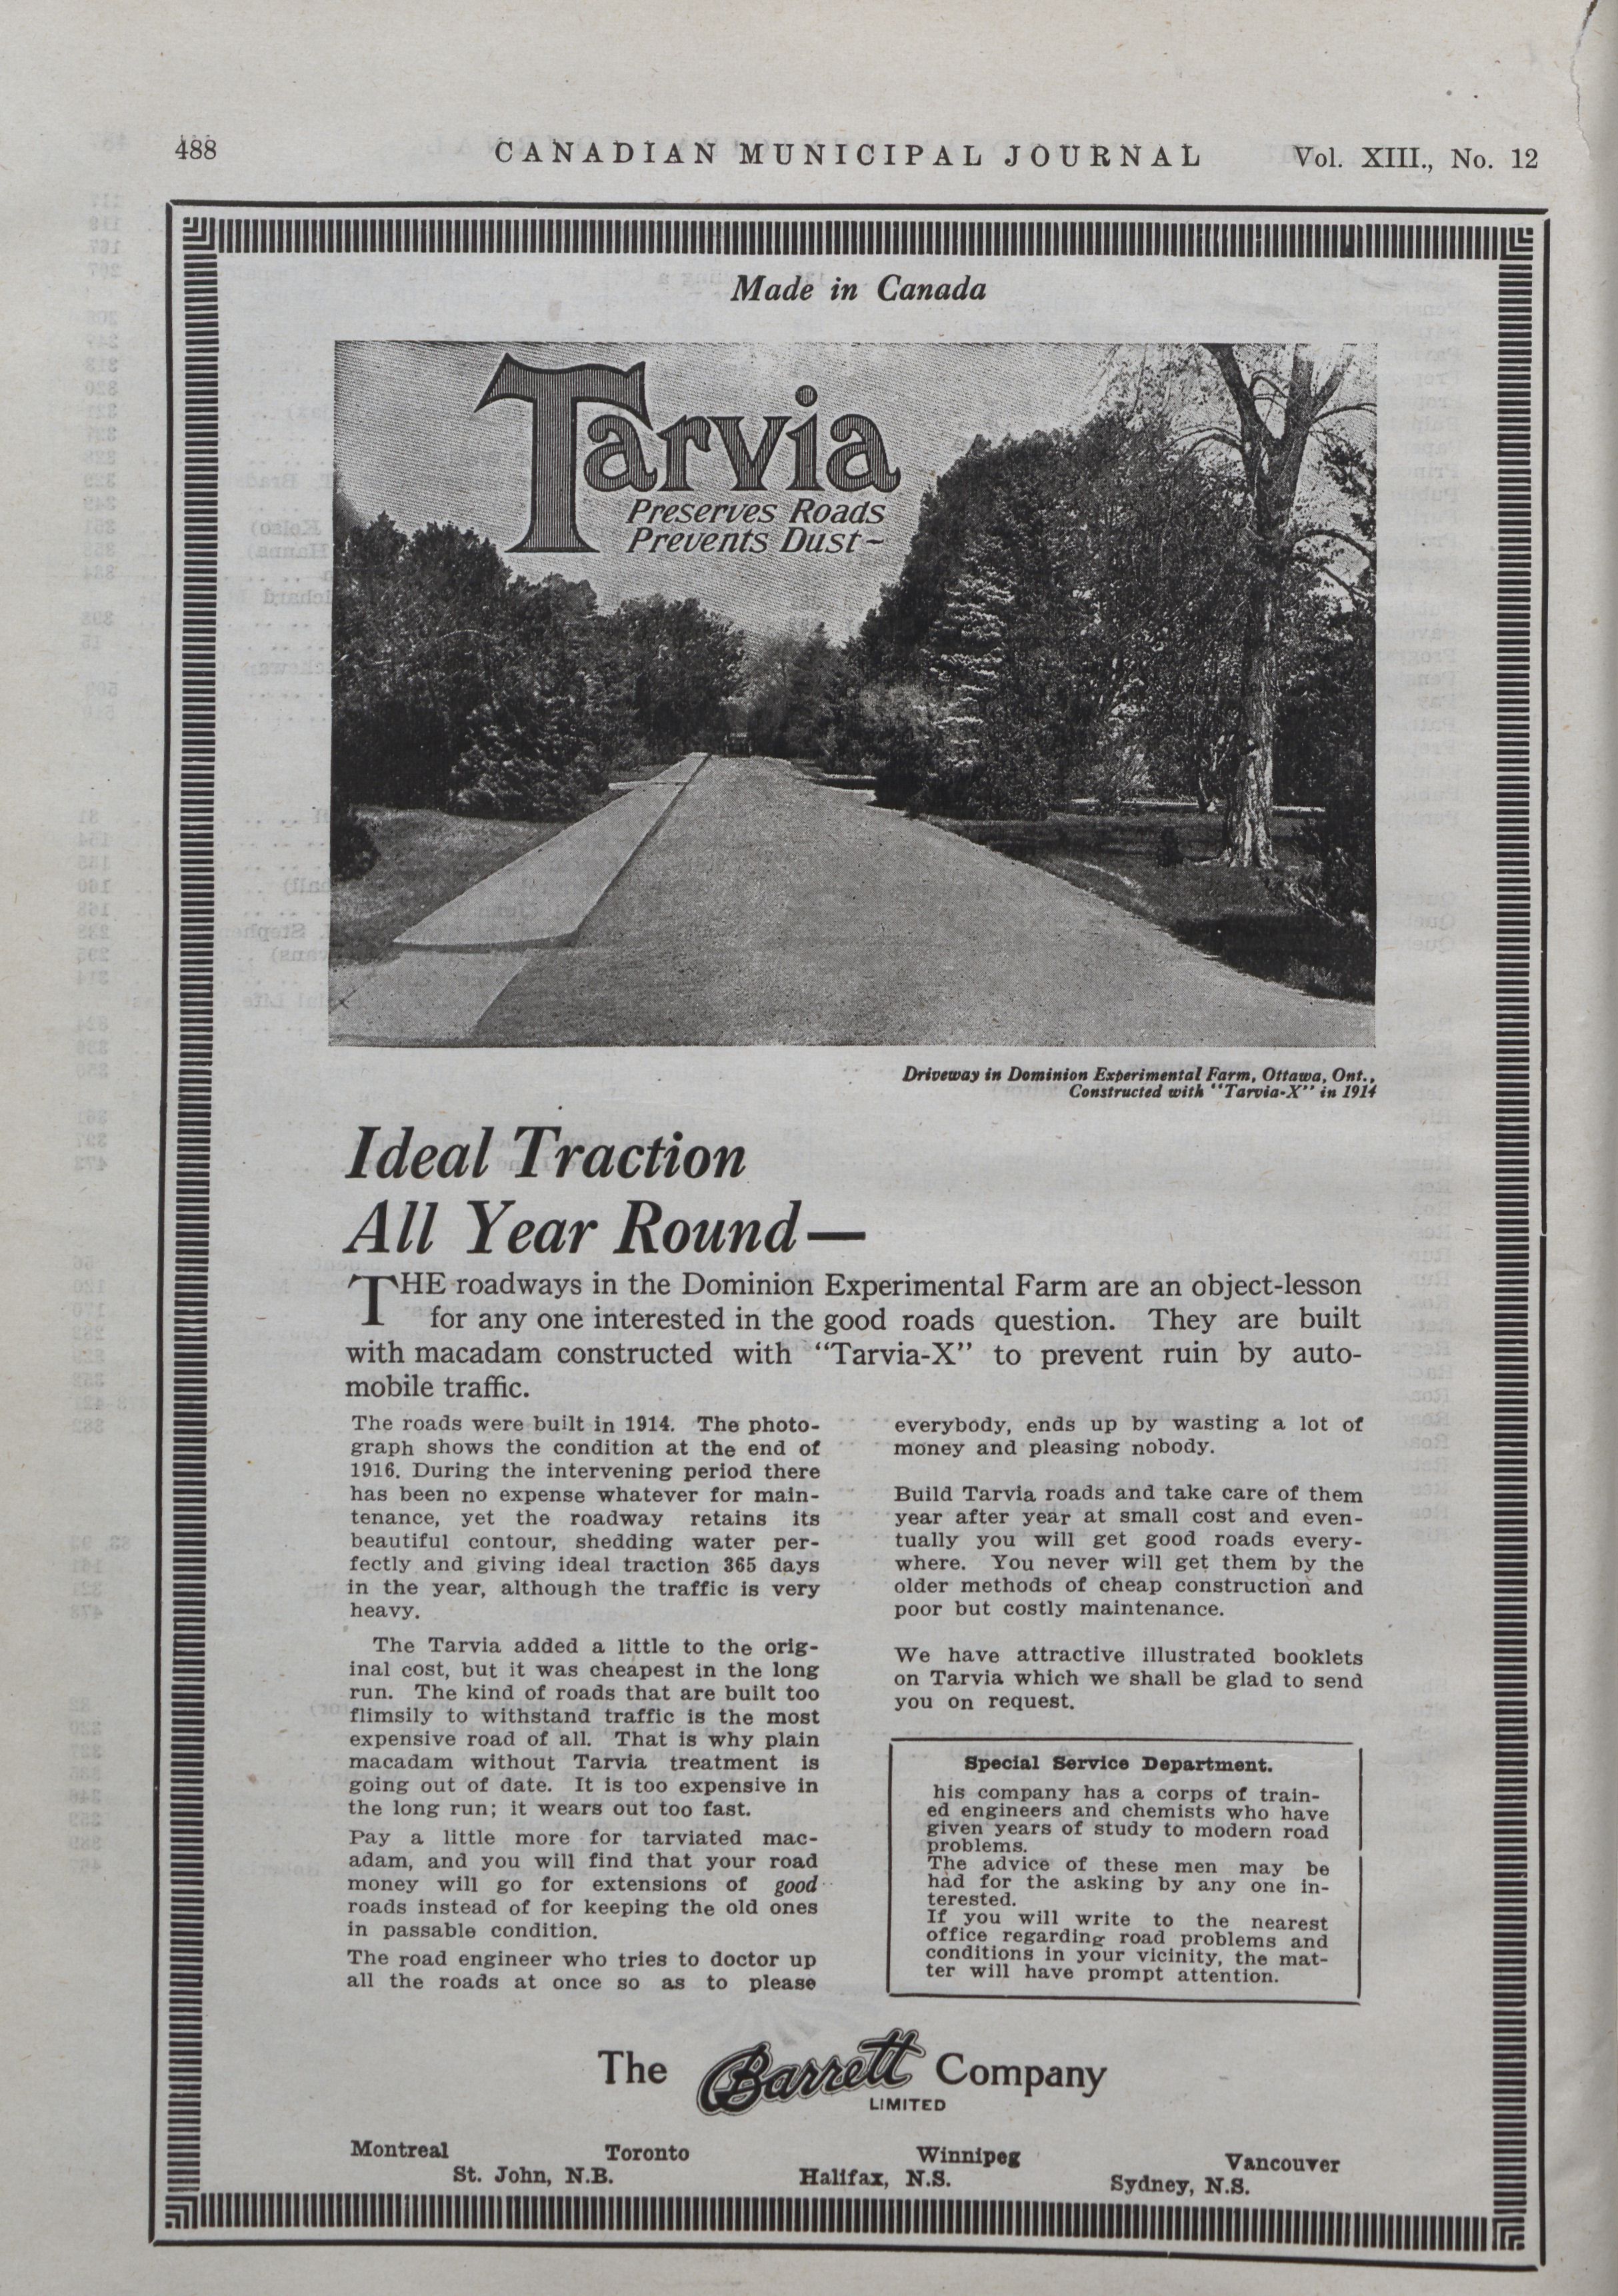 488
CANADIAN MUNICIPAL JOURNAL
Vol. XIII., No. 12
Made in Canada
Tarvia
Preserves Roads
Prevents Dust~
Driveway in Dominion Experimental Farm, Ottawa, Ont.,
Constructed with "Tarvia-X" in 1914
Ideal Traction
All Year Round—
THE roadways in the Dominion Experimental Farm are an object-lesson
for any one interested in the good roads question. They are built
with macadam constructed with "Tarvia-X" to prevent ruin by auto-
mobile traffic.
The roads were built in 1914. The photo-
graph shows the condition at the end of
1916. During the intervening period there
has been no expense whatever for main-
tenance, yet the roadway retains its
beautiful contour, shedding water per-
fectly and giving ideal traction 365 days
in the year, although the traffic is very
heavy.
The Tarvia added a little to the orig-
inal cost, but it was cheapest in the long
run. The kind of roads that are built too
flimsily to withstand traffic is the most
expensive road of all. That is why plain
macadam without Tarvia treatment is
going out of date. It is too expensive in
the long run; it wears out too fast.
Pay a little more for tarviated mac-
adam, and you will find that your road
money will go for extensions of good
roads instead of for keeping the old ones
in passable condition.
The road engineer who tries to doctor up
all the roads at once so as to please
everybody, ends up by wasting a lot of
money and pleasing nobody.
Build Tarvia roads and take care of them
year after year at small cost and even-
tually you will get good roads every-
where. You never will get them by the
older methods of cheap construction and
poor but costly maintenance.
We have attractive illustrated booklets
on Tarvia which we shall be glad to send
you on request.
Special Service Department.
his company has a corps of train-
ed engineers and chemists who have
given years of study to modern road
problems.
The advice of these men may be
had for the asking by any one in-
terested.
If you will write to the nearest
office regarding road problems and
conditions in your vicinity, the mat-
ter will have prompt attention.
The Barrett Company
LIMITED
Montreal Toronto Winnipeg Vancouver
St. John, N.B. Halifax, N.S. Sydney, N.S.